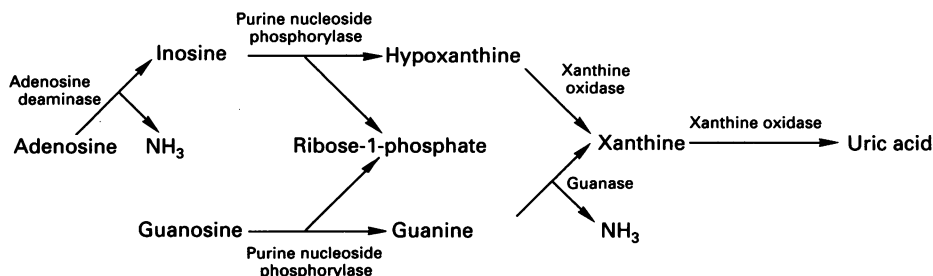 Purine nucleoside
phosphorylase
Inosine
Hypoxanthine
Adenosine
deaminase
Xanthine
oxidase
Adenosine
NH3
Ribose-1-phosphate
Xanthine
Xanthine oxidase
Uric acid
Guanase
Guanosine
Guanine
NH3
Purine nucleoside
phosphorylase